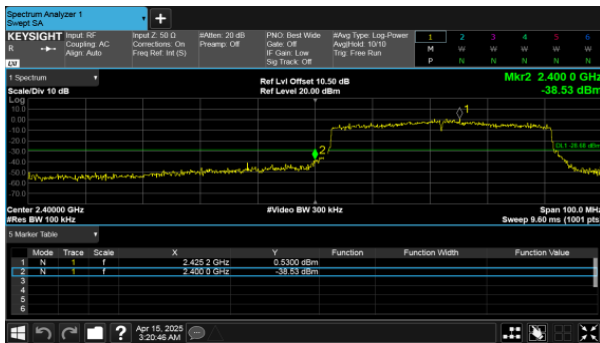 Spectrum Analyzer 1
Swept SA
+
KEYSIGHT
R
Input: RF
Coupling: AC
Align: Auto
Input Z: 50 Ω
Corrections: On
Freq Ref: Int (S)
#Atten: 20 dB
Preamp: Off
PNO: Best Wide
Gate: Off
IF Gain: Low
Sig Track: Off
#Avg Type: Log-Power
Avg|Hold: 10/10
Trig: Free Run
1 2 3 4 5 6
M W W W W W
P N N N N N
1 Spectrum
Scale/Div 10 dB
Ref Lvl Offset 10.50 dB
Ref Level 20.00 dBm
Mkr2 2.400 0 GHz
-38.53 dBm
Log
10.0
0.00
-10.0
-20.0
-30.0
-40.0
-50.0
-60.0
-70.0
1
2
Center 2.40000 GHz
#Res BW 100 kHz
#Video BW 300 kHz
Span 100.0 MHz
Sweep 9.60 ms (1001 pts)
5 Marker Table
Mode Trace Scale X Y Function Function Width Function Value
1 N 1 f 2.425 2 GHz 0.5300 dBm
2 N 1 f 2.400 0 GHz -38.53 dBm
3
4
5
6
?
Apr 15, 2025
3:20:46 AM